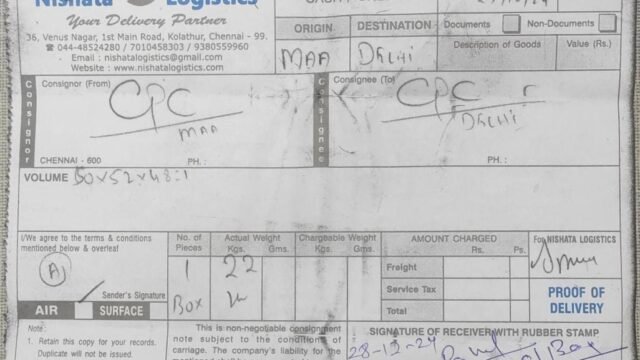 Nishata Logistics
Your Delivery Partner
36, Venus Nagar, 1st Main Road, Kolathur, Chennai - 99.
044-48524280 / 7010458303 / 9380559960
Email : nishatalogistics@gmail.com
Website : www.nishatalogistics.com
ORIGIN DESTINATION Documents Non-Documents
MAA Delhi Description of Goods Value (Rs.)
Consignor Consignor (From) Consignee Consignee (To)
CPC CPC
MAA Delhi
CHENNAI - 600 PH. : PH. :
VOLUME 50x52x48:1
I/We agree to the terms & conditions mentioned below & overleaf No. of Pieces Actual Weight Kgs. Gms. Chargeable Weight Kgs. Gms. AMOUNT CHARGED Rs. Ps. For NISHATA LOGISTICS
A 1 22 Freight
Service Tax PROOF OF
Sender's Signature Box Total DELIVERY
AIR SURFACE
Note: This is non-negotiable consignment SIGNATURE OF RECEIVER WITH RUBBER STAMP
1. Retain this copy for your records. note subject to the conditions of 28-12-24
Duplicate will not be issued. carriage. The company's liability for the